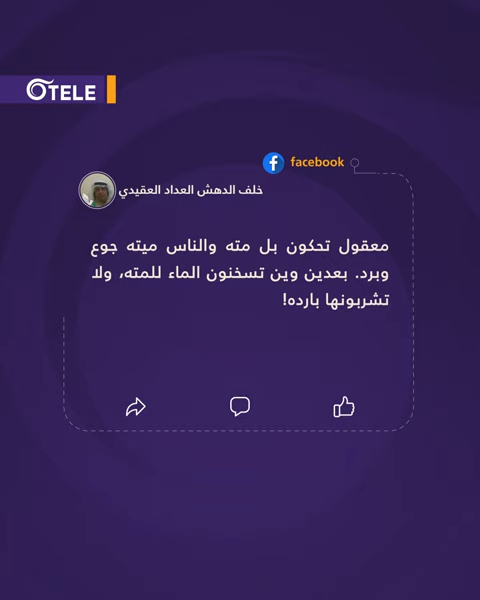 OTELE
facebook
خلف الدهش العداد العقيدي
معقول تحكون بل مته والناس ميته جوع
وبرد. بعدين وين تسخنون الماء للمته، ولا
تشربونها بارده!